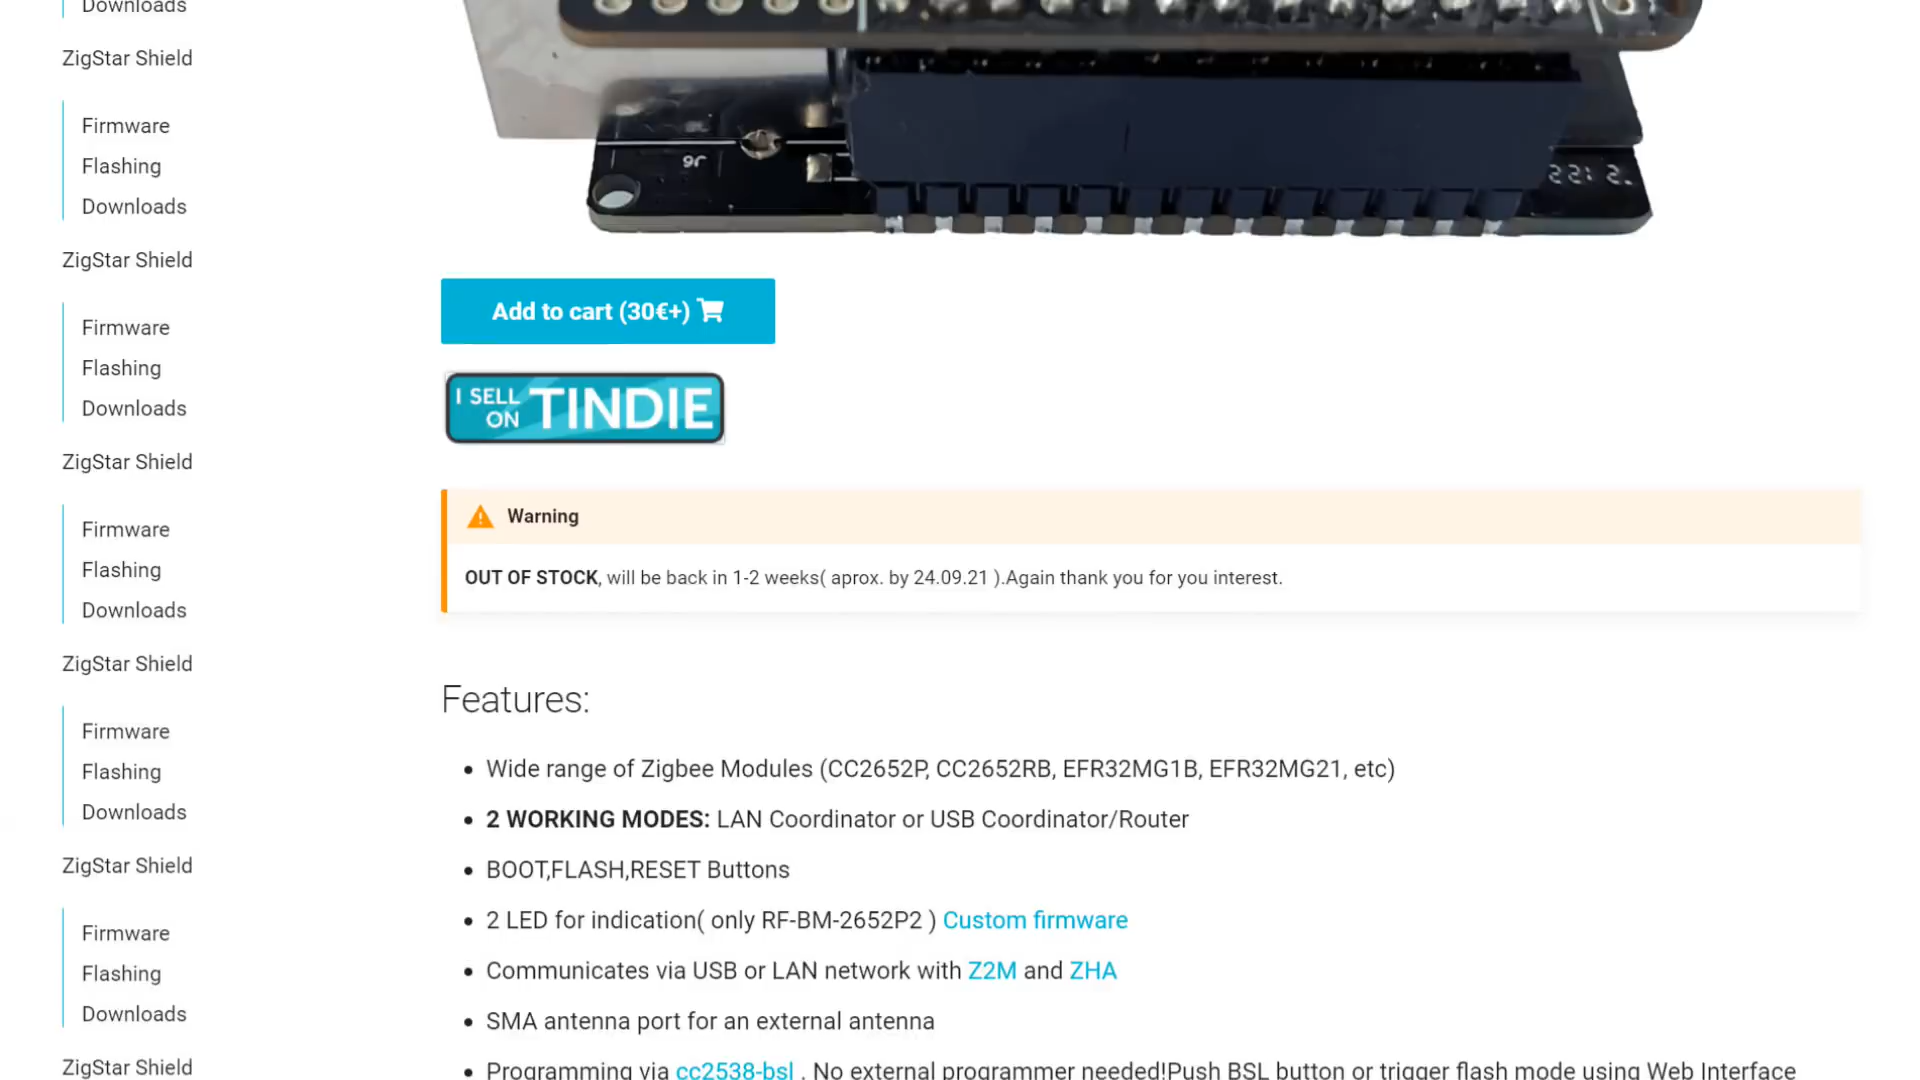 Downloads
ZigStar Shield
Firmware
Flashing
Downloads
ZigStar Shield
Firmware
Flashing
Downloads
ZigStar Shield
Firmware
Flashing
Downloads
ZigStar Shield
Firmware
Flashing
Downloads
ZigStar Shield
Firmware
Flashing
Downloads
ZigStar Shield
J6
Add to cart (30€+)
I SELL
ON TINDIE
Warning
OUT OF STOCK, will be back in 1-2 weeks( aprox. by 24.09.21 ).Again thank you for you interest.
Features:
Wide range of Zigbee Modules (CC2652P, CC2652RB, EFR32MG1B, EFR32MG21, etc)
2 WORKING MODES: LAN Coordinator or USB Coordinator/Router
BOOT,FLASH,RESET Buttons
2 LED for indication( only RF-BM-2652P2 ) Custom firmware
Communicates via USB or LAN network with Z2M and ZHA
SMA antenna port for an external antenna
Programming via cc2538-bsl . No external programmer needed!Push BSL button or trigger flash mode using Web Interface